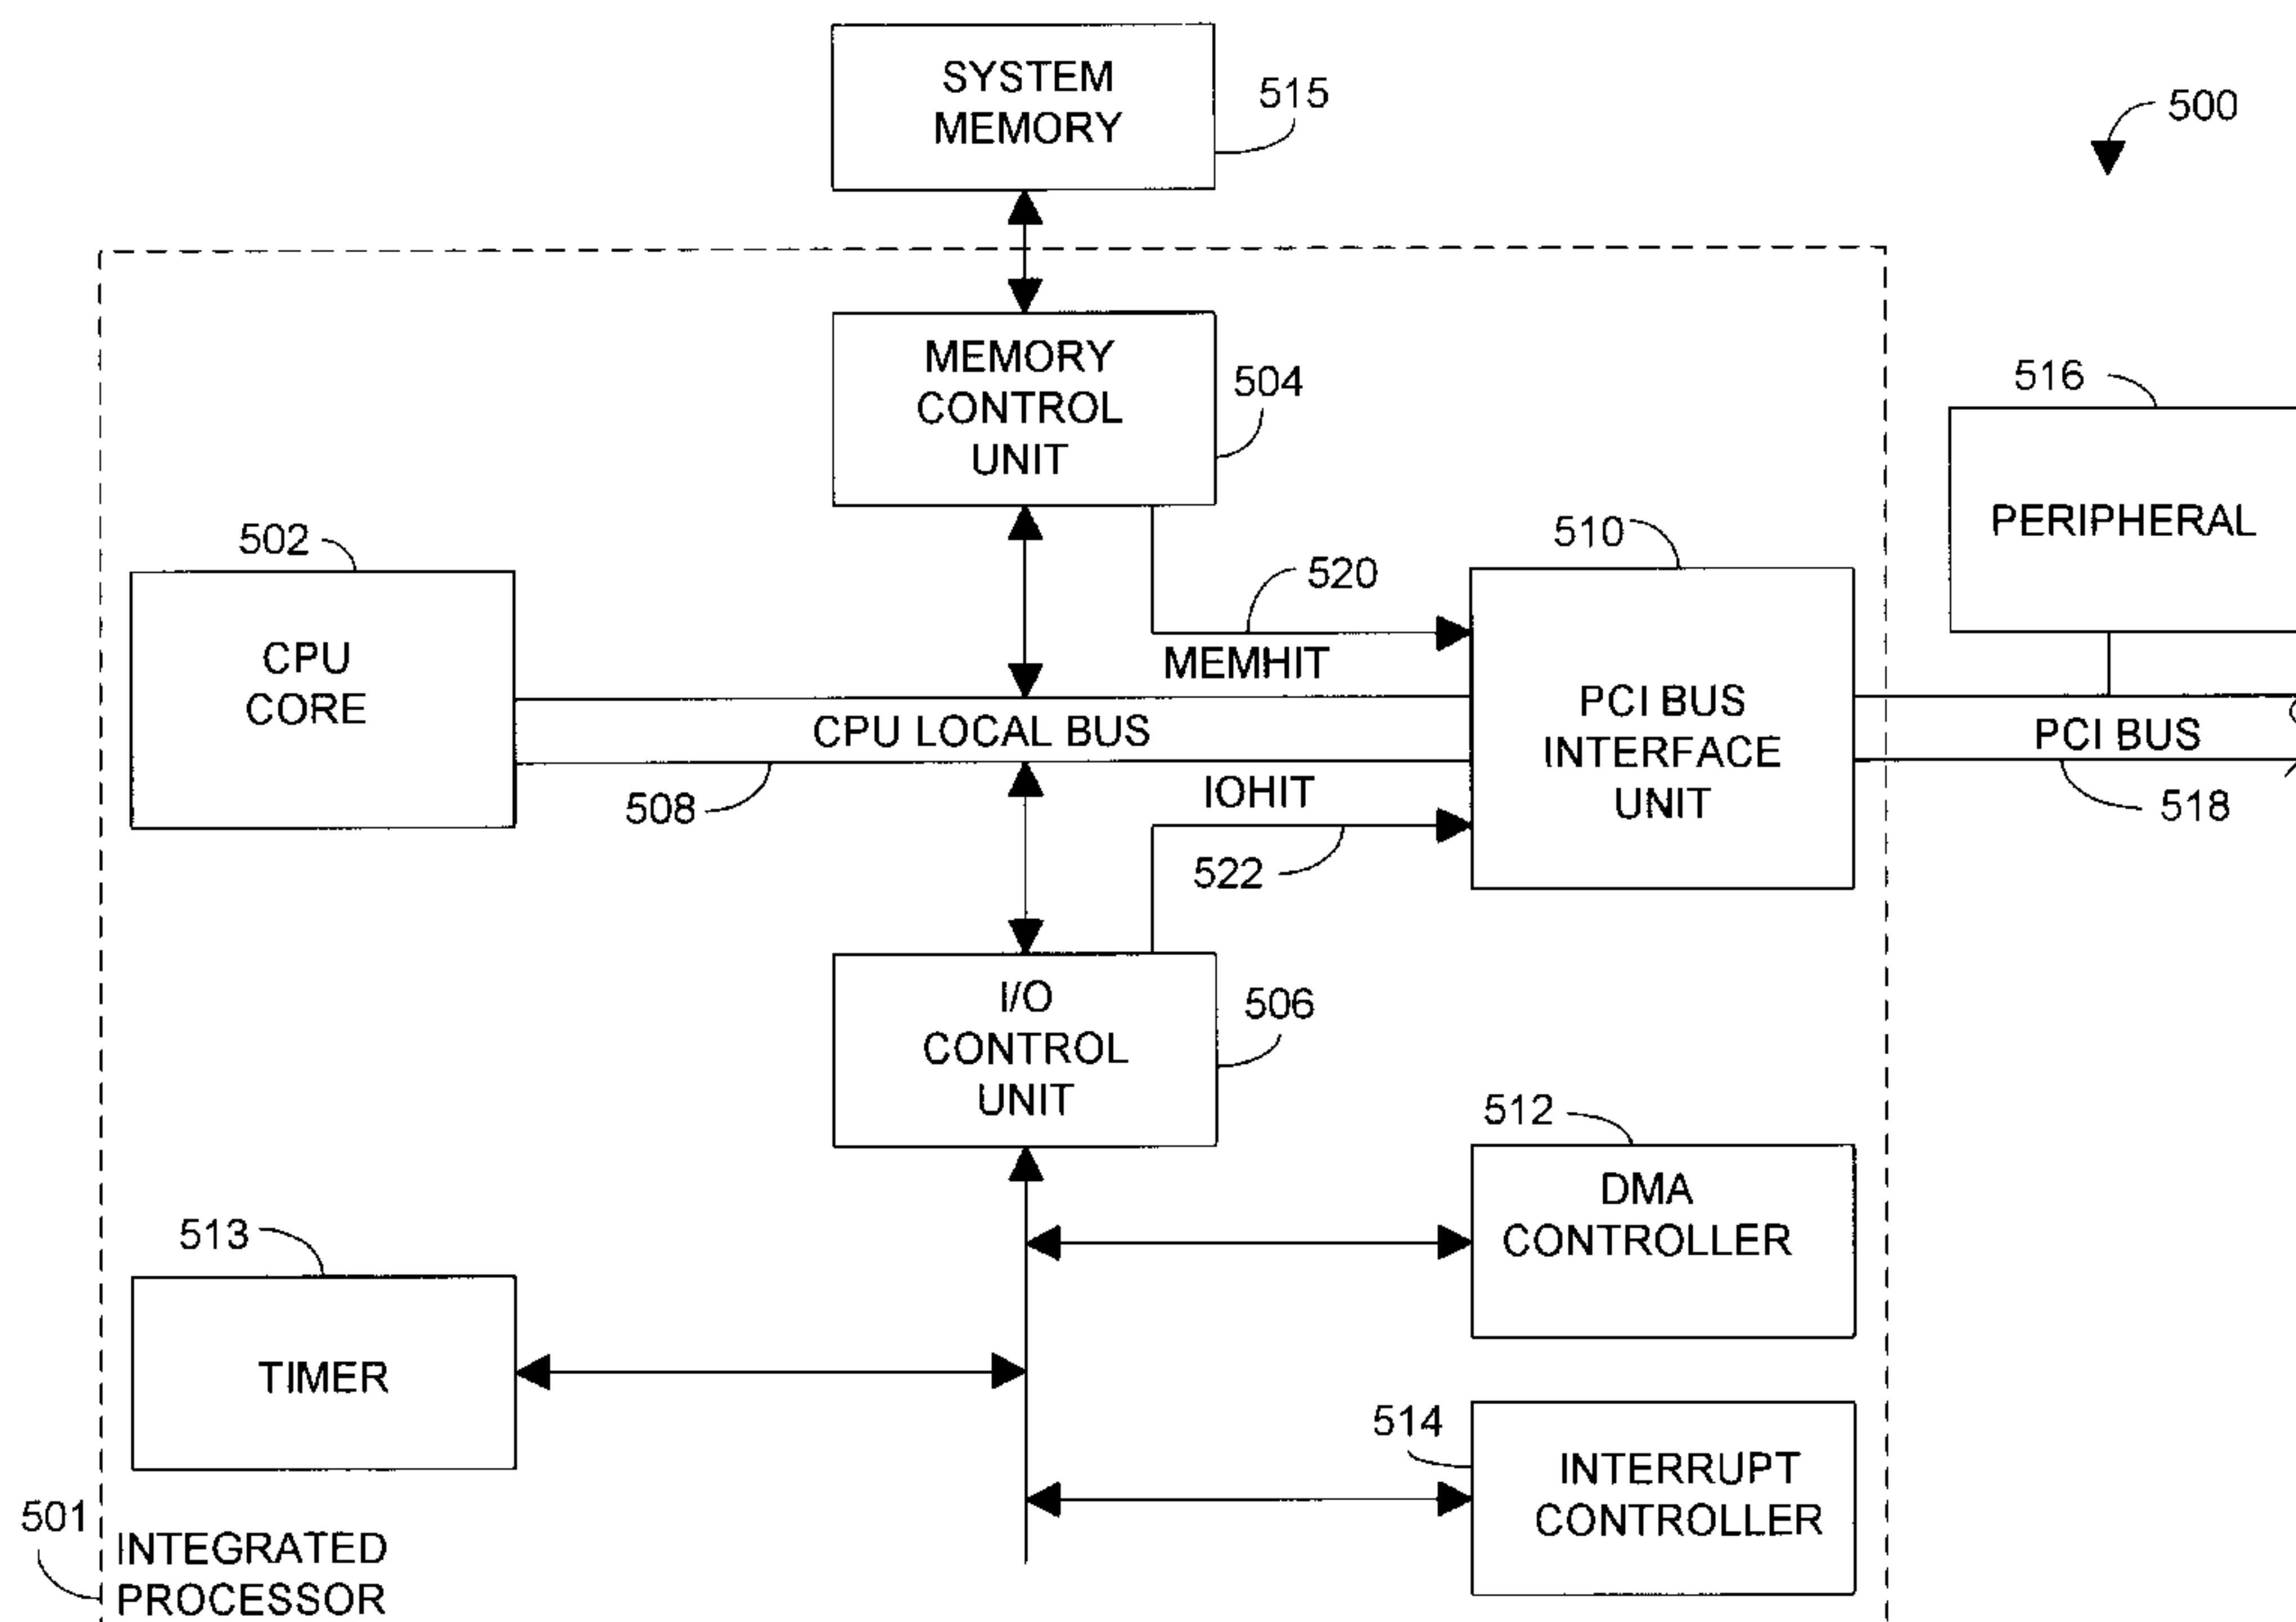 SYSTEM
MEMORY
515
500
MEMORY
CONTROL
UNIT
504
516
PERIPHERAL
502
CPU
CORE
520
MEMHIT
510
PCI BUS
INTERFACE
UNIT
CPU LOCAL BUS
508
IOHIT
522
PCI BUS
518
I/O
CONTROL
UNIT
506
512
DMA
CONTROLLER
513
TIMER
514
INTERRUPT
CONTROLLER
501
INTEGRATED
PROCESSOR